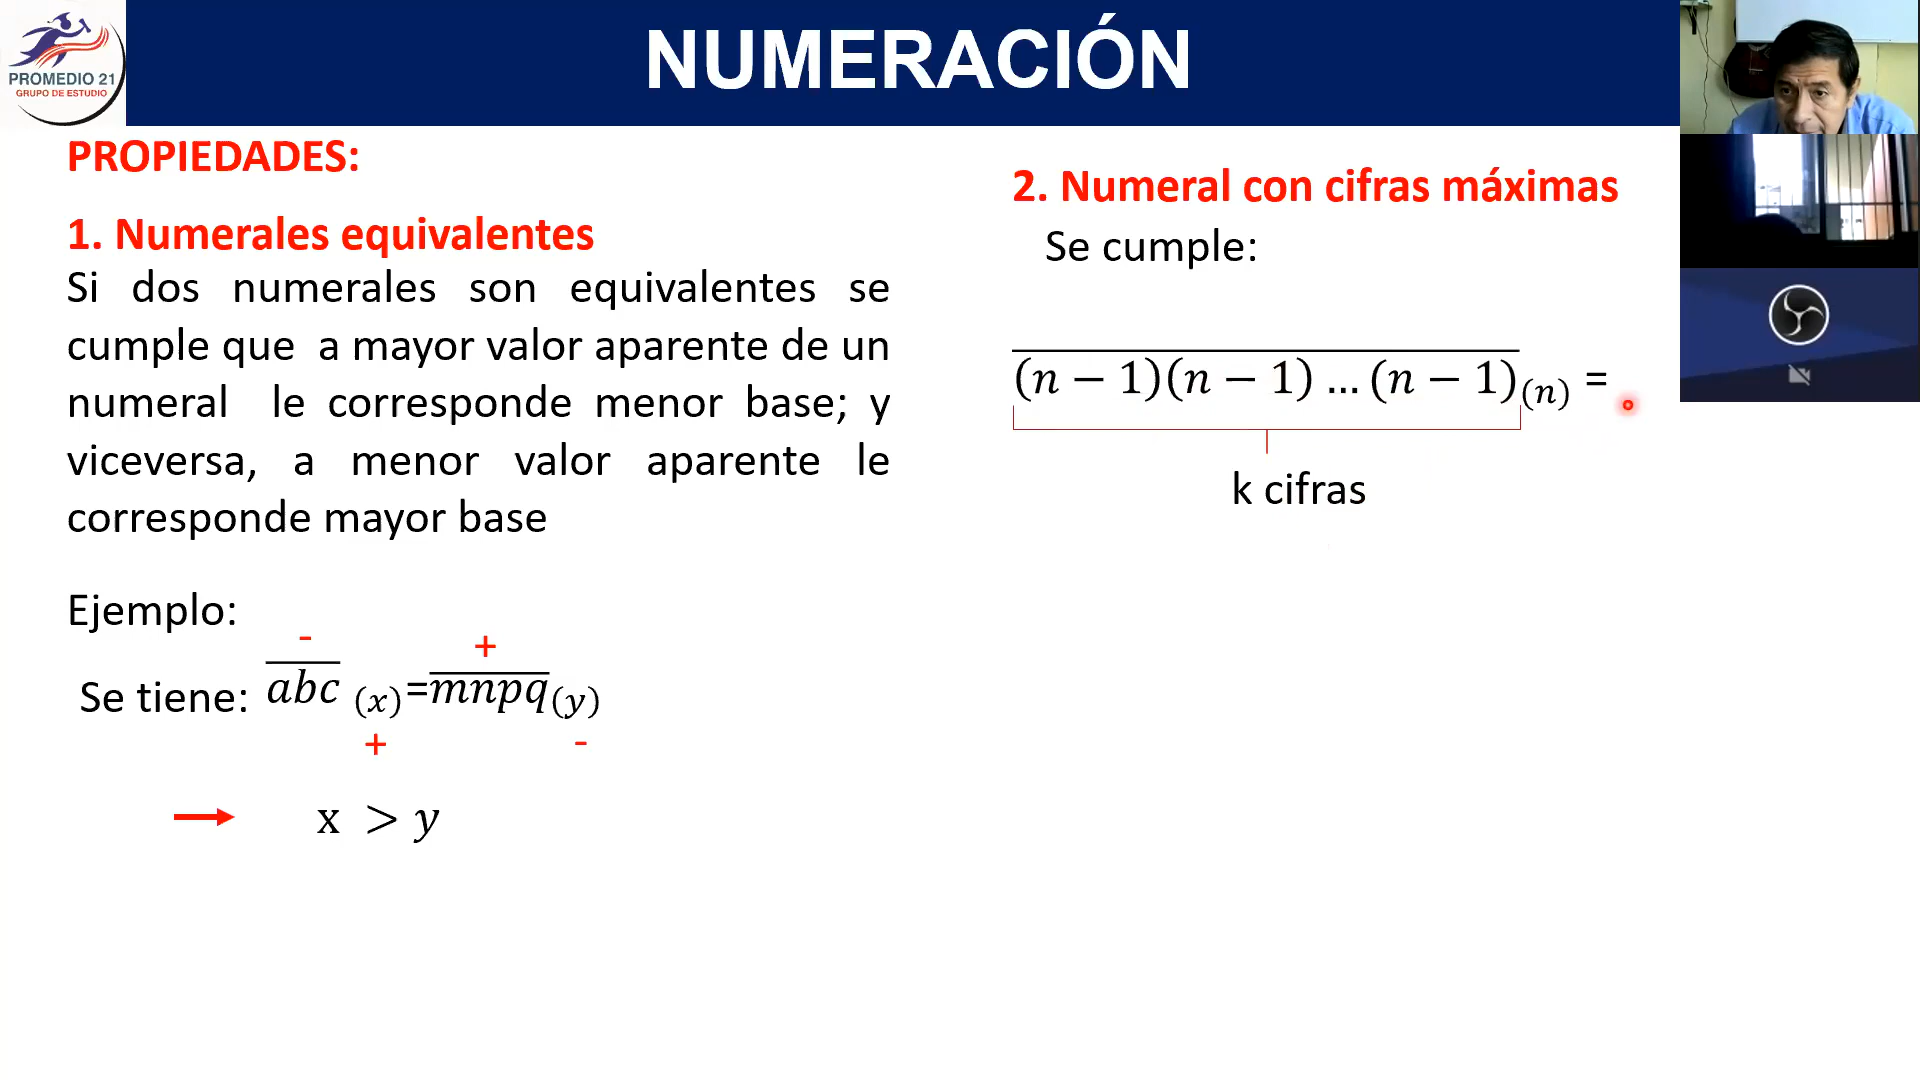 PROMEDIO 21
GRUPO DE ESTUDIO
NUMERACIÓN
PROPIEDADES:
1. Numerales equivalentes
Si dos numerales son equivalentes se
cumple que a mayor valor aparente de un
numeral le corresponde menor base; y
viceversa, a menor valor aparente le
corresponde mayor base
Ejemplo:
- +
Se tiene: abc (x)=mnpq(y)
+ -
x > y
2. Numeral con cifras máximas
Se cumple:
(n − 1)(n − 1) … (n − 1)(n) =
k cifras